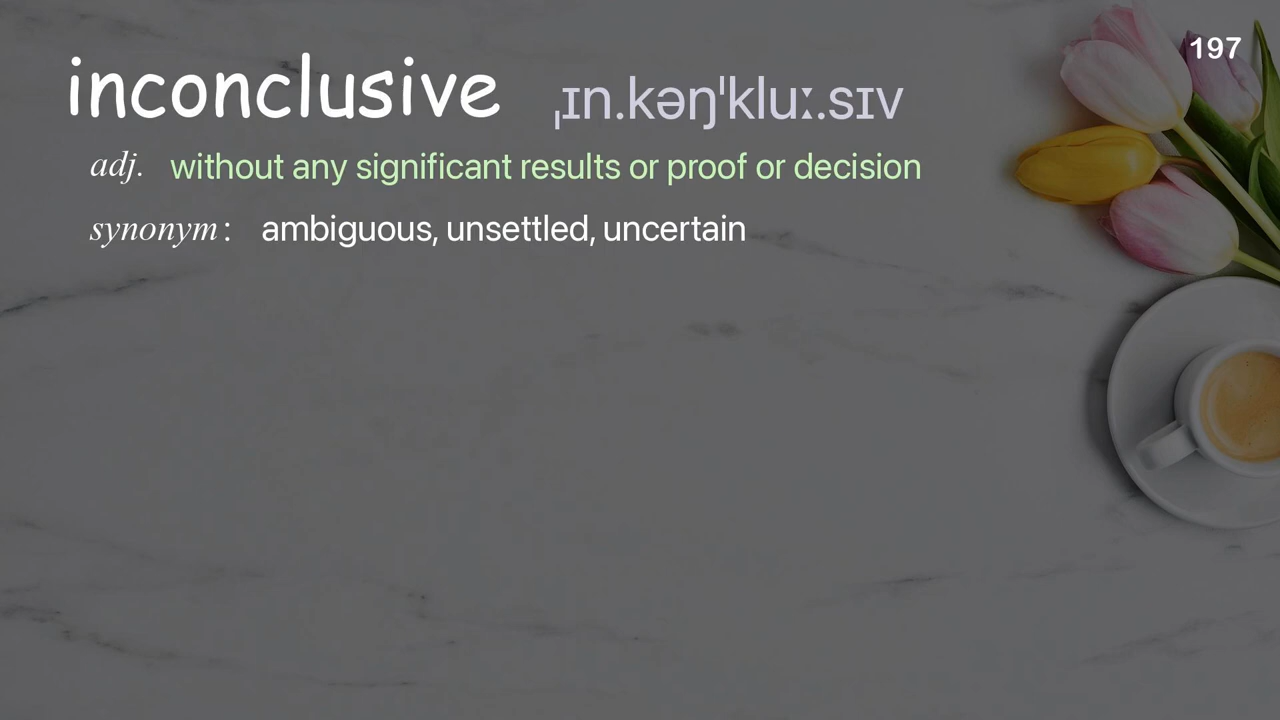 197
inconclusive ˌɪn.kəŋˈkluː.sɪv
adj. without any significant results or proof or decision
synonym : ambiguous, unsettled, uncertain